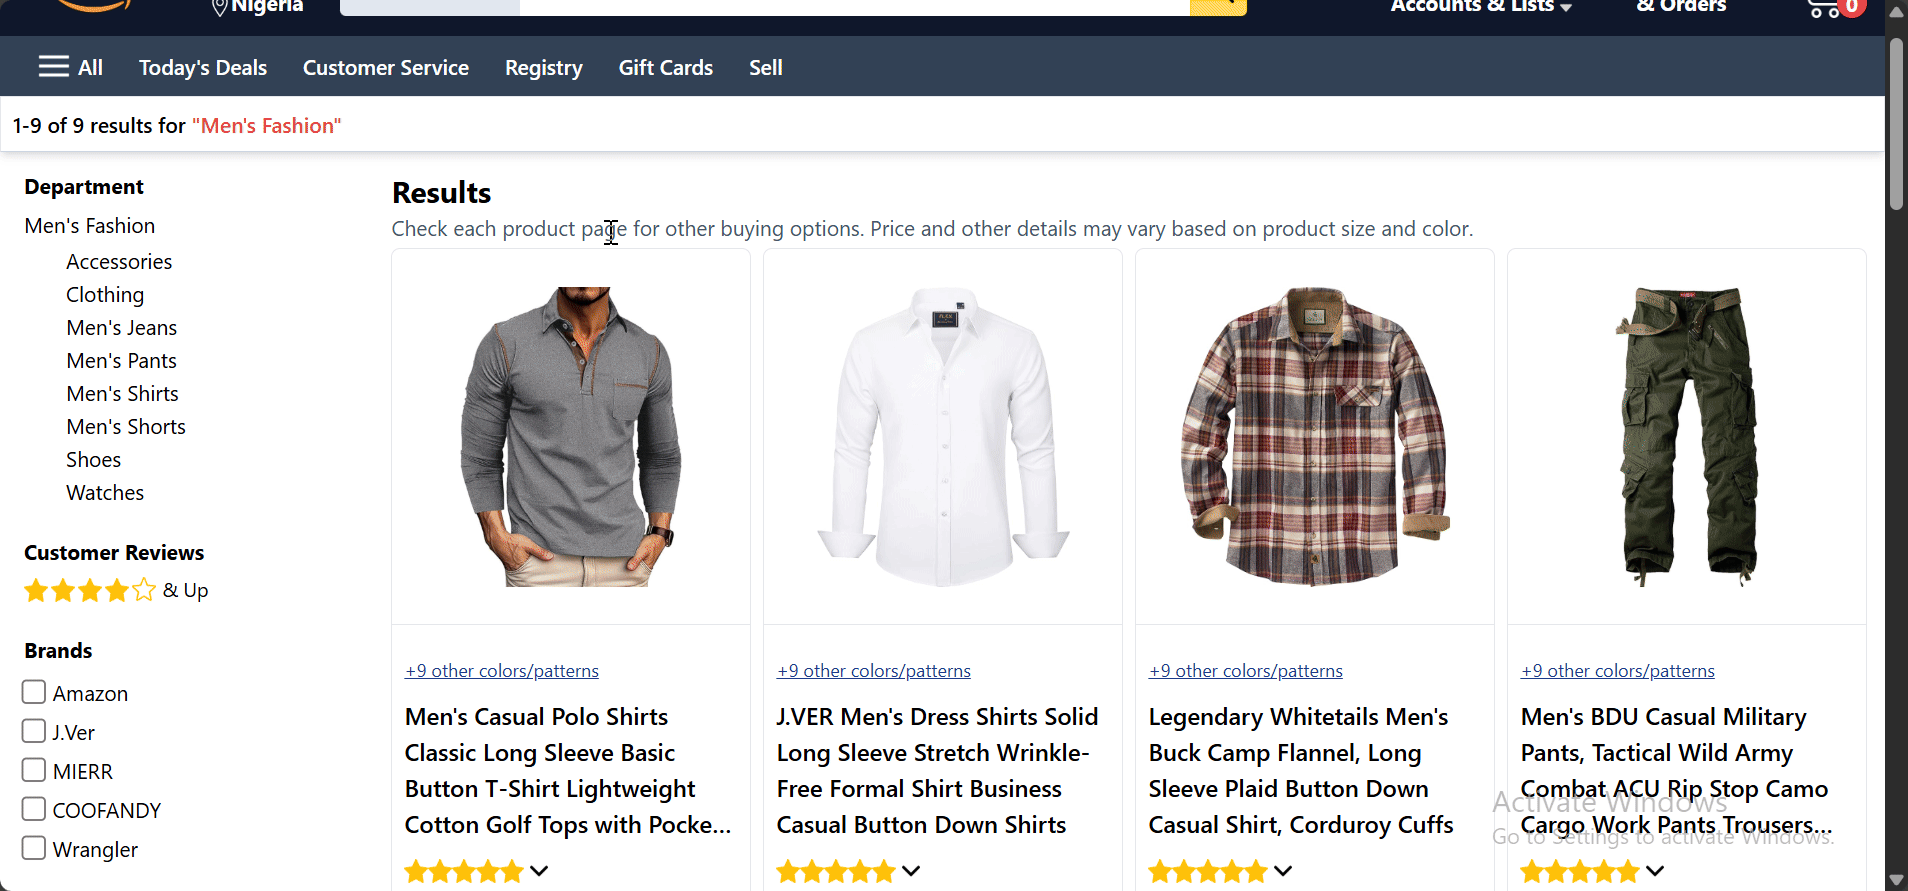 Nigeria
Accounts & Lists
& Orders
0
All
Today's Deals
Customer Service
Registry
Gift Cards
Sell
1-9 of 9 results for "Men's Fashion"
Department
Men's Fashion
Accessories
Clothing
Men's Jeans
Men's Pants
Men's Shirts
Men's Shorts
Shoes
Watches
Customer Reviews
& Up
Brands
Amazon
J.Ver
MIERR
COOFANDY
Wrangler
Results
Check each product page for other buying options. Price and other details may vary based on product size and color.
+9 other colors/patterns
Men's Casual Polo Shirts
Classic Long Sleeve Basic
Button T-Shirt Lightweight
Cotton Golf Tops with Pocke...
+9 other colors/patterns
J.VER Men's Dress Shirts Solid
Long Sleeve Stretch Wrinkle-
Free Formal Shirt Business
Casual Button Down Shirts
+9 other colors/patterns
Legendary Whitetails Men's
Buck Camp Flannel, Long
Sleeve Plaid Button Down
Casual Shirt, Corduroy Cuffs
+9 other colors/patterns
Men's BDU Casual Military
Pants, Tactical Wild Army
Combat ACU Rip Stop Camo
Cargo Work Pants Trousers...
Activate Windows
Go to Settings to activate Windows.